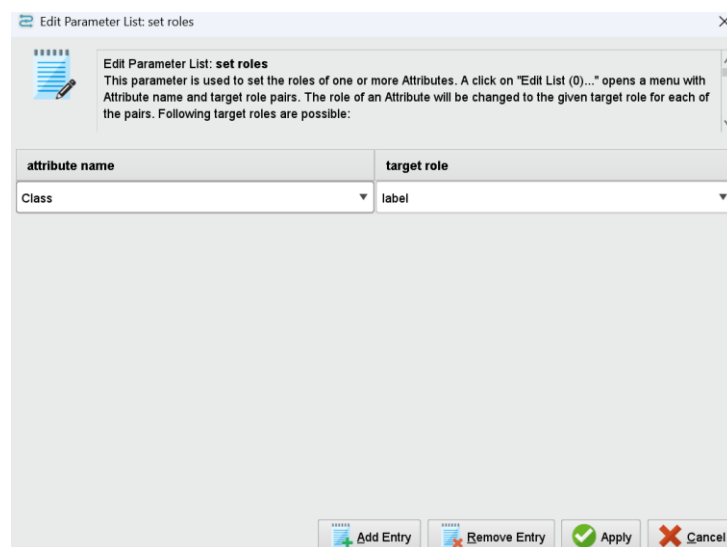 Edit Parameter List: set roles
Edit Parameter List: set roles
This parameter is used to set the roles of one or more Attributes. A click on "Edit List (0)..." opens a menu with
Attribute name and target role pairs. The role of an Attribute will be changed to the given target role for each of
the pairs. Following target roles are possible:
attribute name target role
Class label
Add Entry Remove Entry Apply Cancel